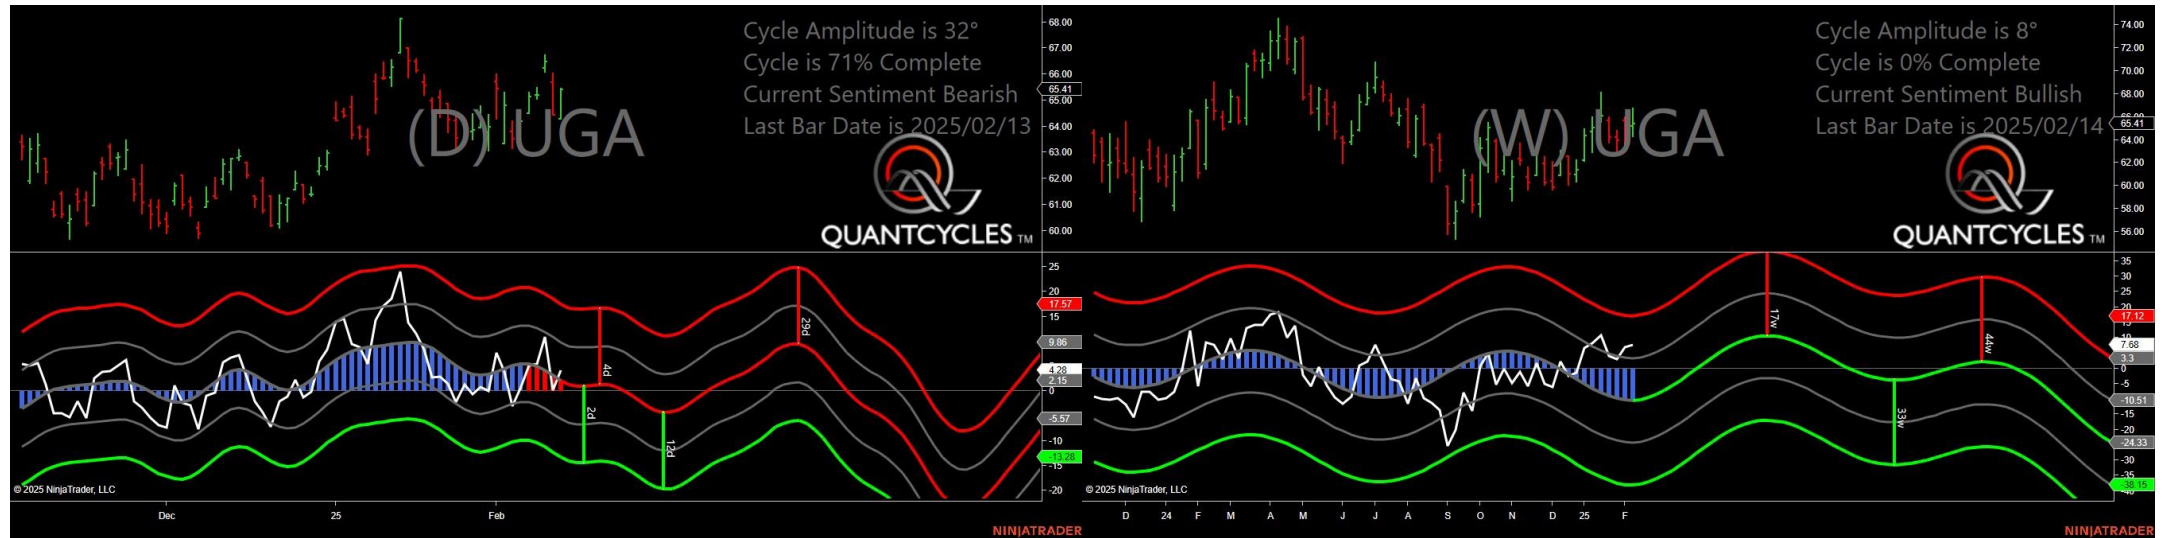 Cycle Amplitude is 32°
Cycle is 71% Complete
Current Sentiment Bearish
Last Bar Date is 2025/02/13
(D) UGA
QUANTCYCLES TM
68.00
67.00
66.00
65.41
65.00
64.00
63.00
62.00
61.00
60.00
25
20
17.57
15
9.86
4.28
2.15
0
-5.57
-10
-13.28
-15
-20
4d
2d
12d
29d
© 2025 NinjaTrader, LLC
Dec
25
Feb
NINJATRADER
Cycle Amplitude is 8°
Cycle is 0% Complete
Current Sentiment Bullish
Last Bar Date is 2025/02/14
(W) UGA
QUANTCYCLES TM
74.00
72.00
70.00
68.00
65.41
64.00
62.00
60.00
58.00
56.00
35
30
25
20
17.12
7.68
3.3
0
-5
-10.51
-15
-20
-24.33
-30
-35
-38.15
17w
33w
44w
© 2025 NinjaTrader, LLC
D 24 F M A M J J A S O N D 25 F
NINJATRADER